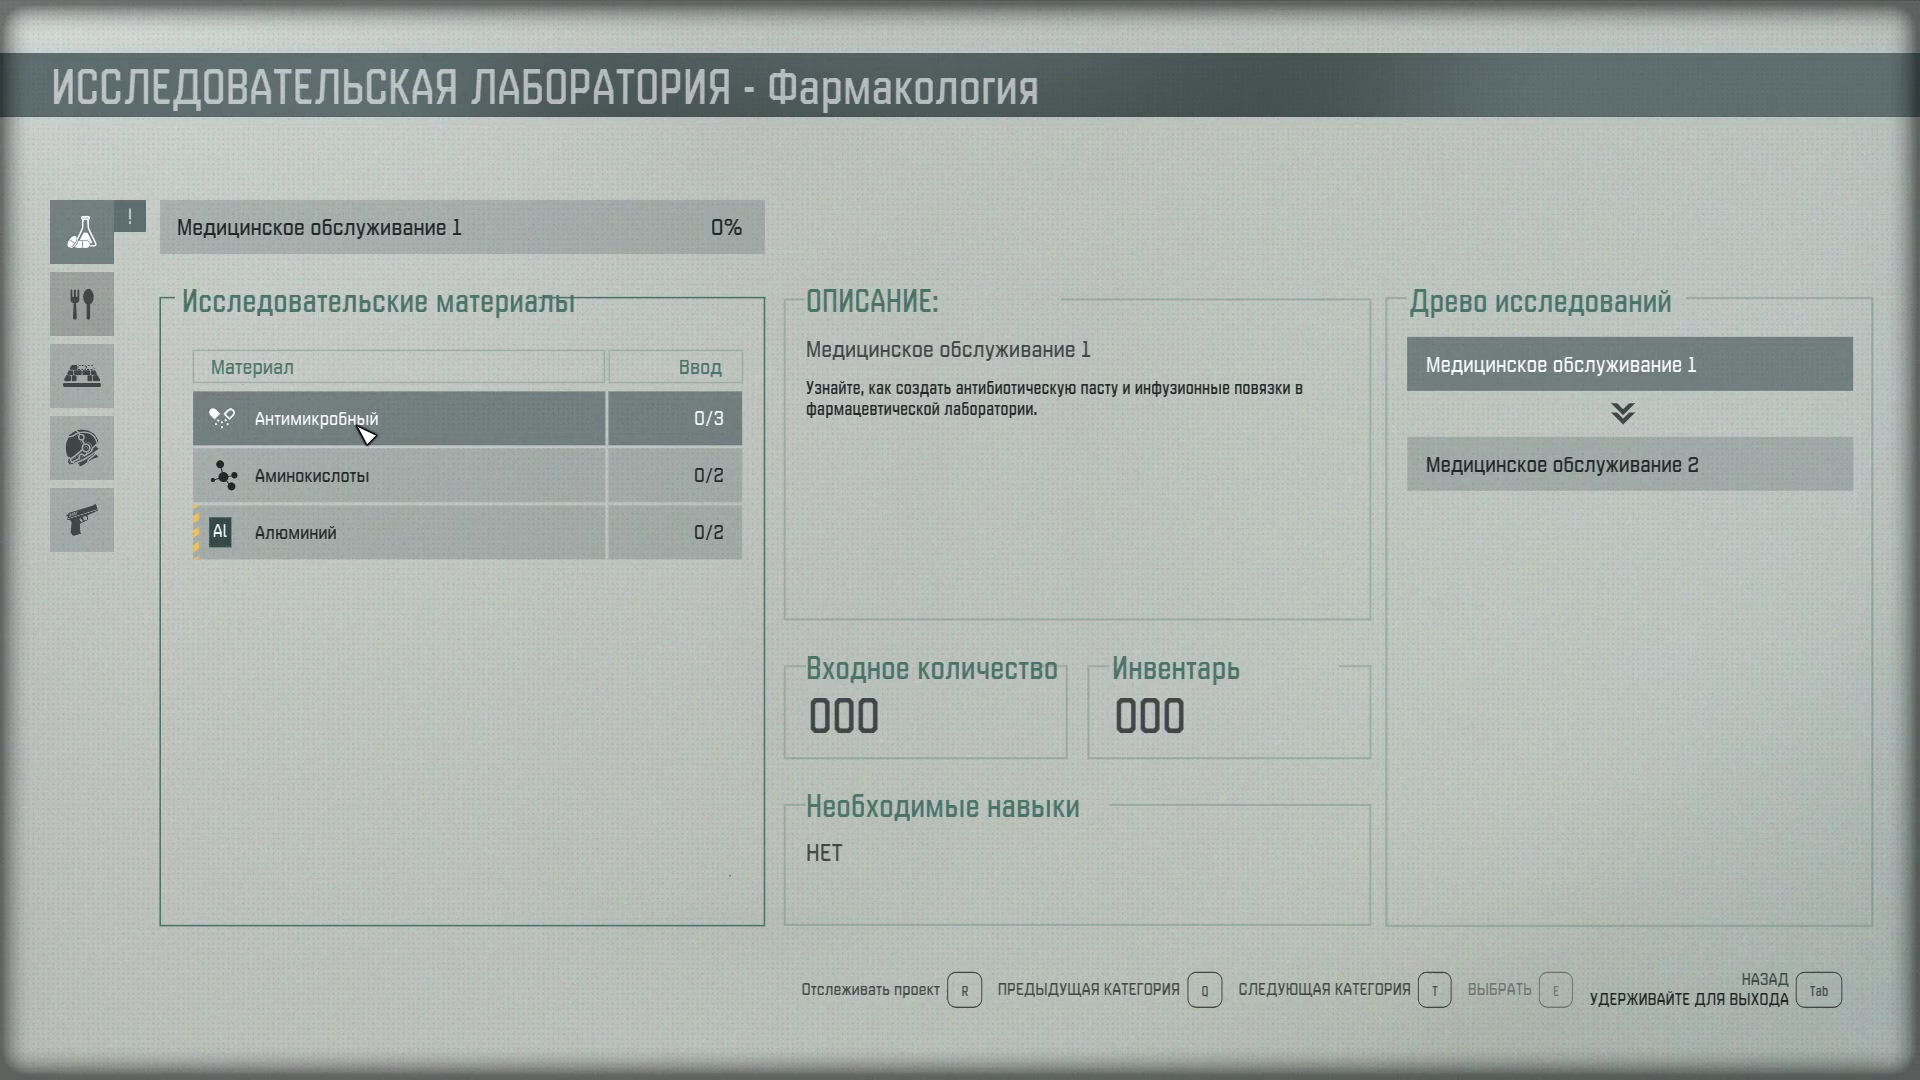 ИССЛЕДОВАТЕЛЬСКАЯ ЛАБОРАТОРИЯ - Фармакология
!
Медицинское обслуживание 1 0%
Исследовательские материалы
Материал Ввод
Антимикробный 0/3
Аминокислоты 0/2
Al Алюминий 0/2
ОПИСАНИЕ:
Медицинское обслуживание 1
Узнайте, как создать антибиотическую пасту и инфузионные повязки в
фармацевтической лаборатории.
Входное количество
000
Инвентарь
000
Необходимые навыки
НЕТ
Древо исследований
Медицинское обслуживание 1
Медицинское обслуживание 2
Отслеживать проект R ПРЕДЫДУЩАЯ КАТЕГОРИЯ Q СЛЕДУЮЩАЯ КАТЕГОРИЯ T ВЫБРАТЬ E
НАЗАД
УДЕРЖИВАЙТЕ ДЛЯ ВЫХОДА Tab